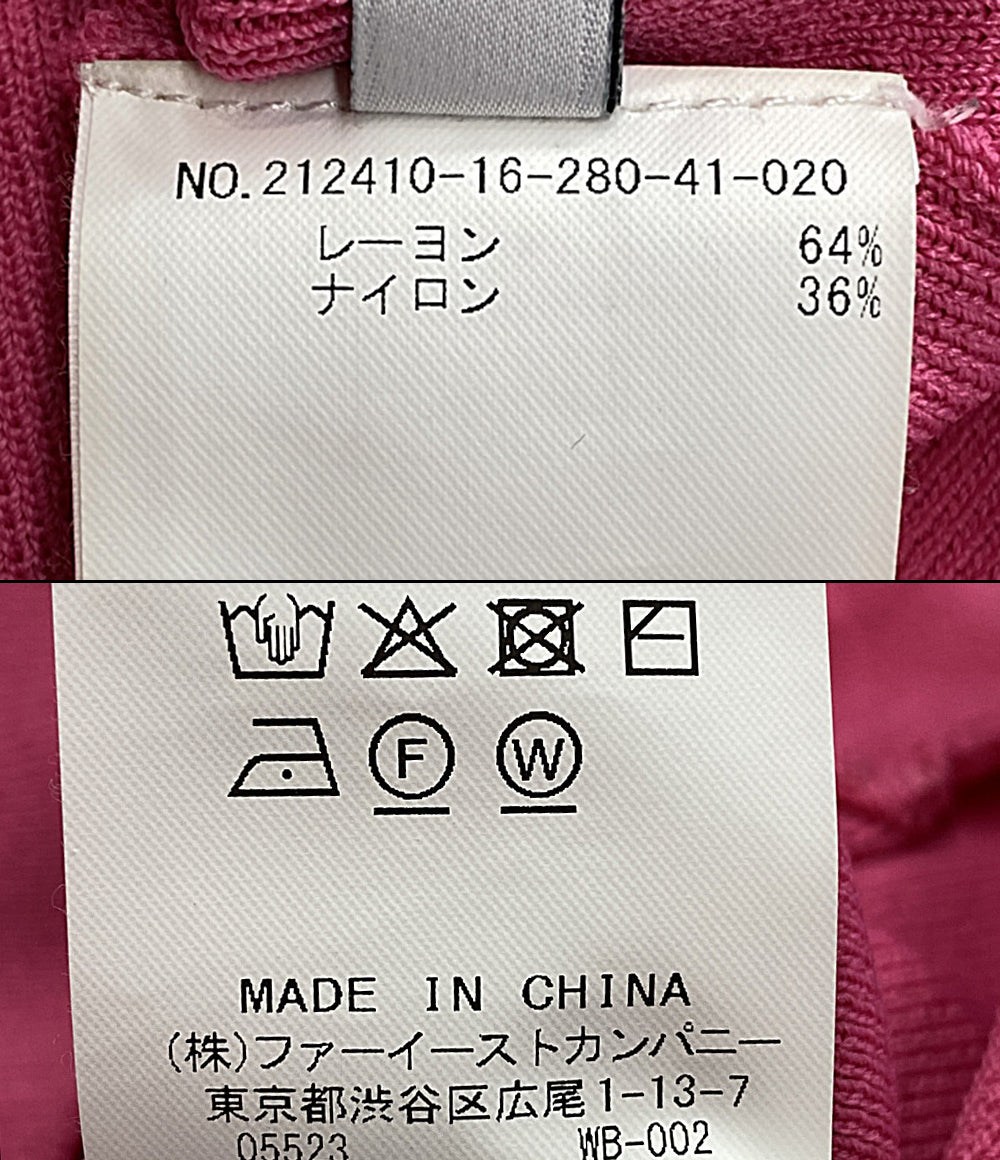 NO.212410-16-280-41-020
レーヨン 64%
ナイロン 36%
F W
MADE IN CHINA
(株)ファーイーストカンパニー
東京都渋谷区広尾1-13-7
05523 WB-002